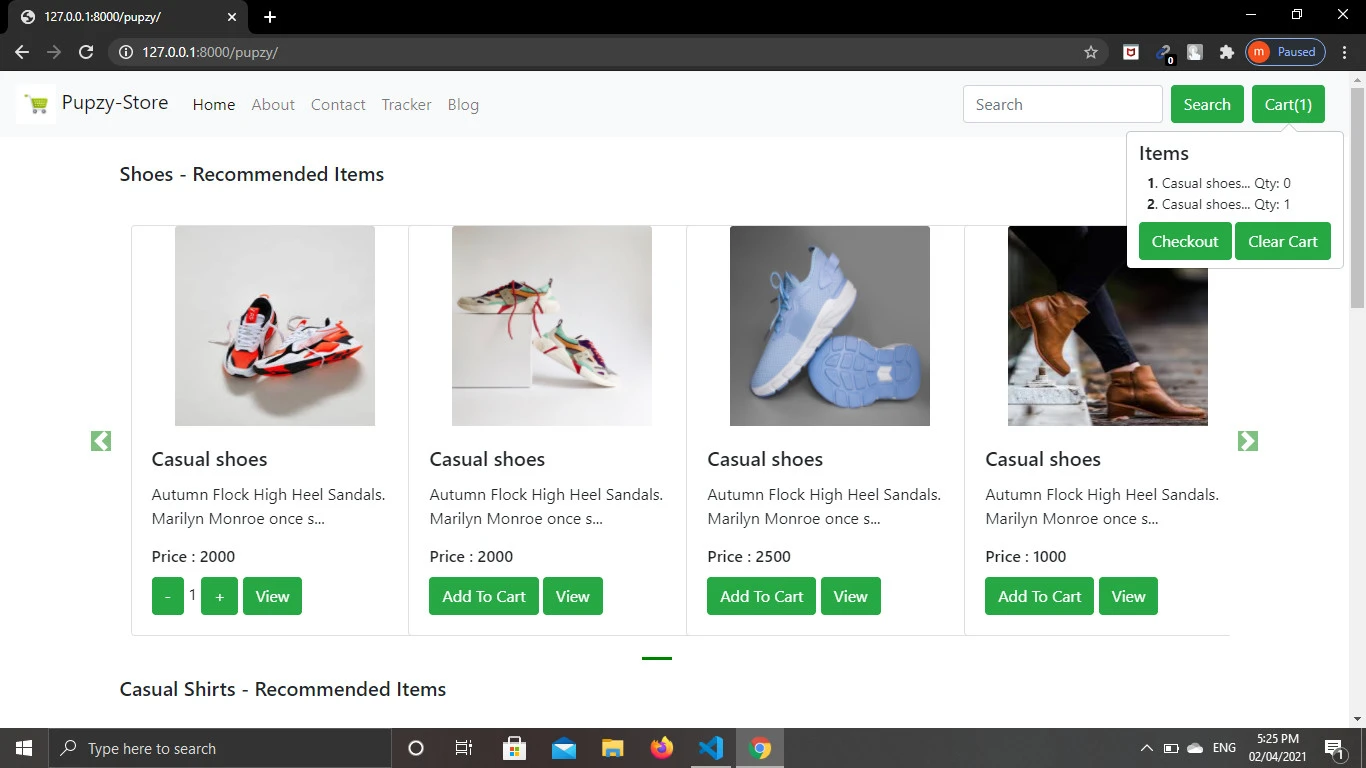 127.0.0.1:8000/pupzy/
127.0.0.1:8000/pupzy/
0
m Paused
Pupzy-Store Home About Contact Tracker Blog Search Search Cart(1)
Items
1. Casual shoes... Qty: 0
2. Casual shoes... Qty: 1
Checkout Clear Cart
Shoes - Recommended Items
Casual shoes
Autumn Flock High Heel Sandals.
Marilyn Monroe once s...
Price : 2000
- 1 + View
Casual shoes
Autumn Flock High Heel Sandals.
Marilyn Monroe once s...
Price : 2000
Add To Cart View
Casual shoes
Autumn Flock High Heel Sandals.
Marilyn Monroe once s...
Price : 2500
Add To Cart View
Casual shoes
Autumn Flock High Heel Sandals.
Marilyn Monroe once s...
Price : 1000
Add To Cart View
Casual Shirts - Recommended Items
Type here to search
ENG
5:25 PM
02/04/2021
1